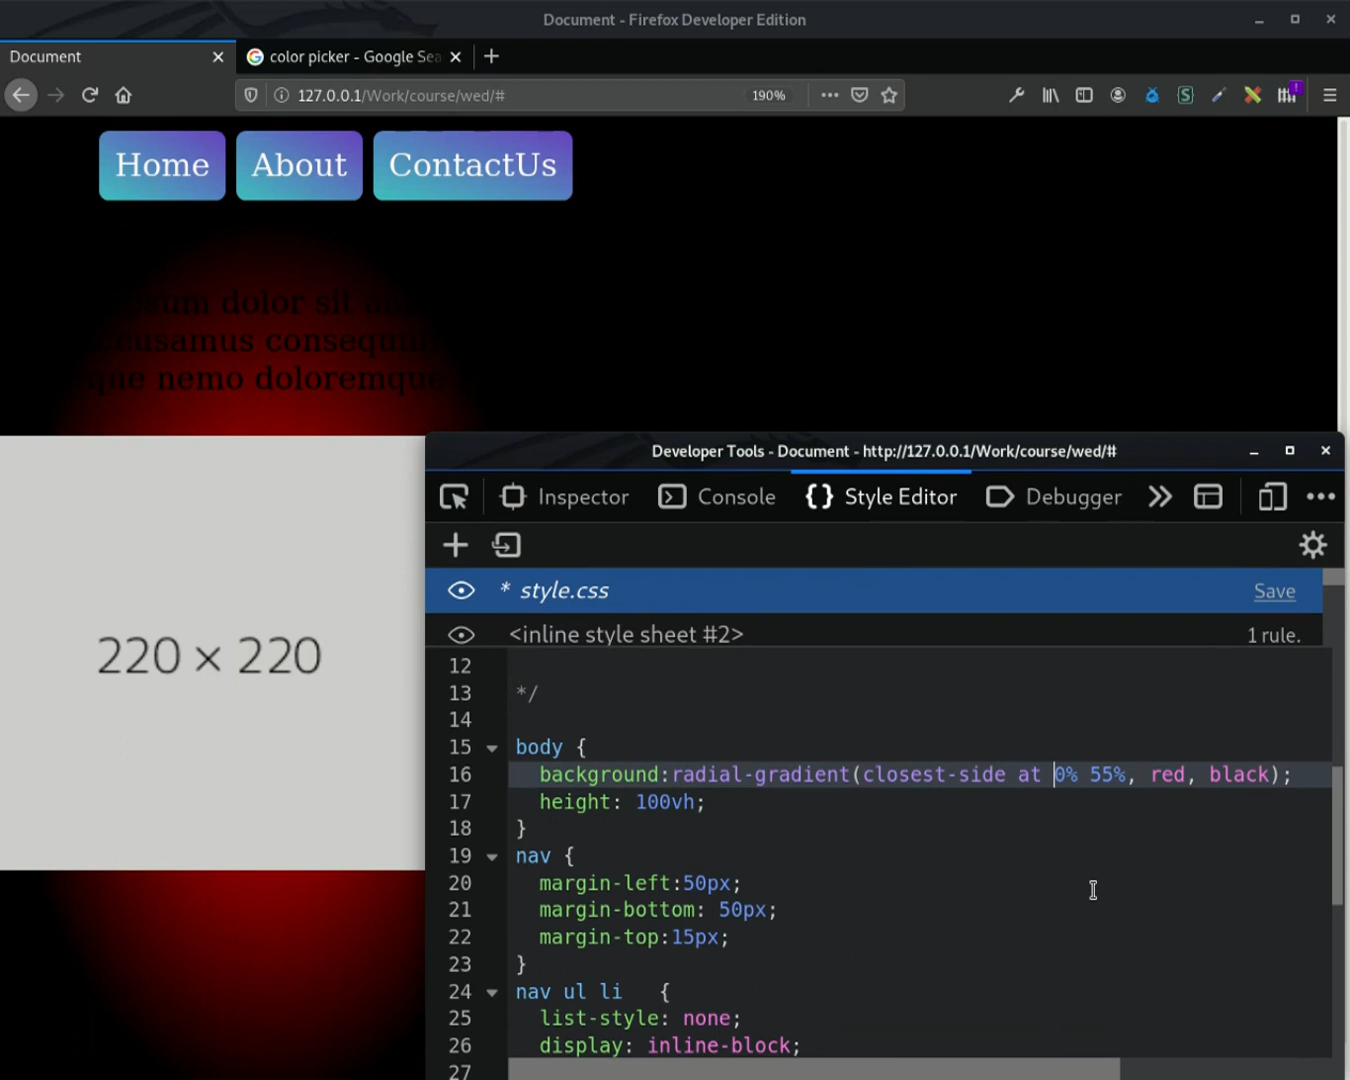 Document - Firefox Developer Edition
Document
color picker - Google Sea
127.0.0.1/Work/course/wed/#
190%
Home
About
ContactUs
dolor sit
consequun
nemo doloremque
220 × 220
Developer Tools - Document - http://127.0.0.1/Work/course/wed/#
Inspector
Console
{} Style Editor
Debugger
* style.css
Save
<inline style sheet #2>
1 rule.
12
13 */
14
15 body {
16 background:radial-gradient(closest-side at 0% 55%, red, black);
17 height: 100vh;
18 }
19 nav {
20 margin-left:50px;
21 margin-bottom: 50px;
22 margin-top:15px;
23 }
24 nav ul li {
25 list-style: none;
26 display: inline-block;
27